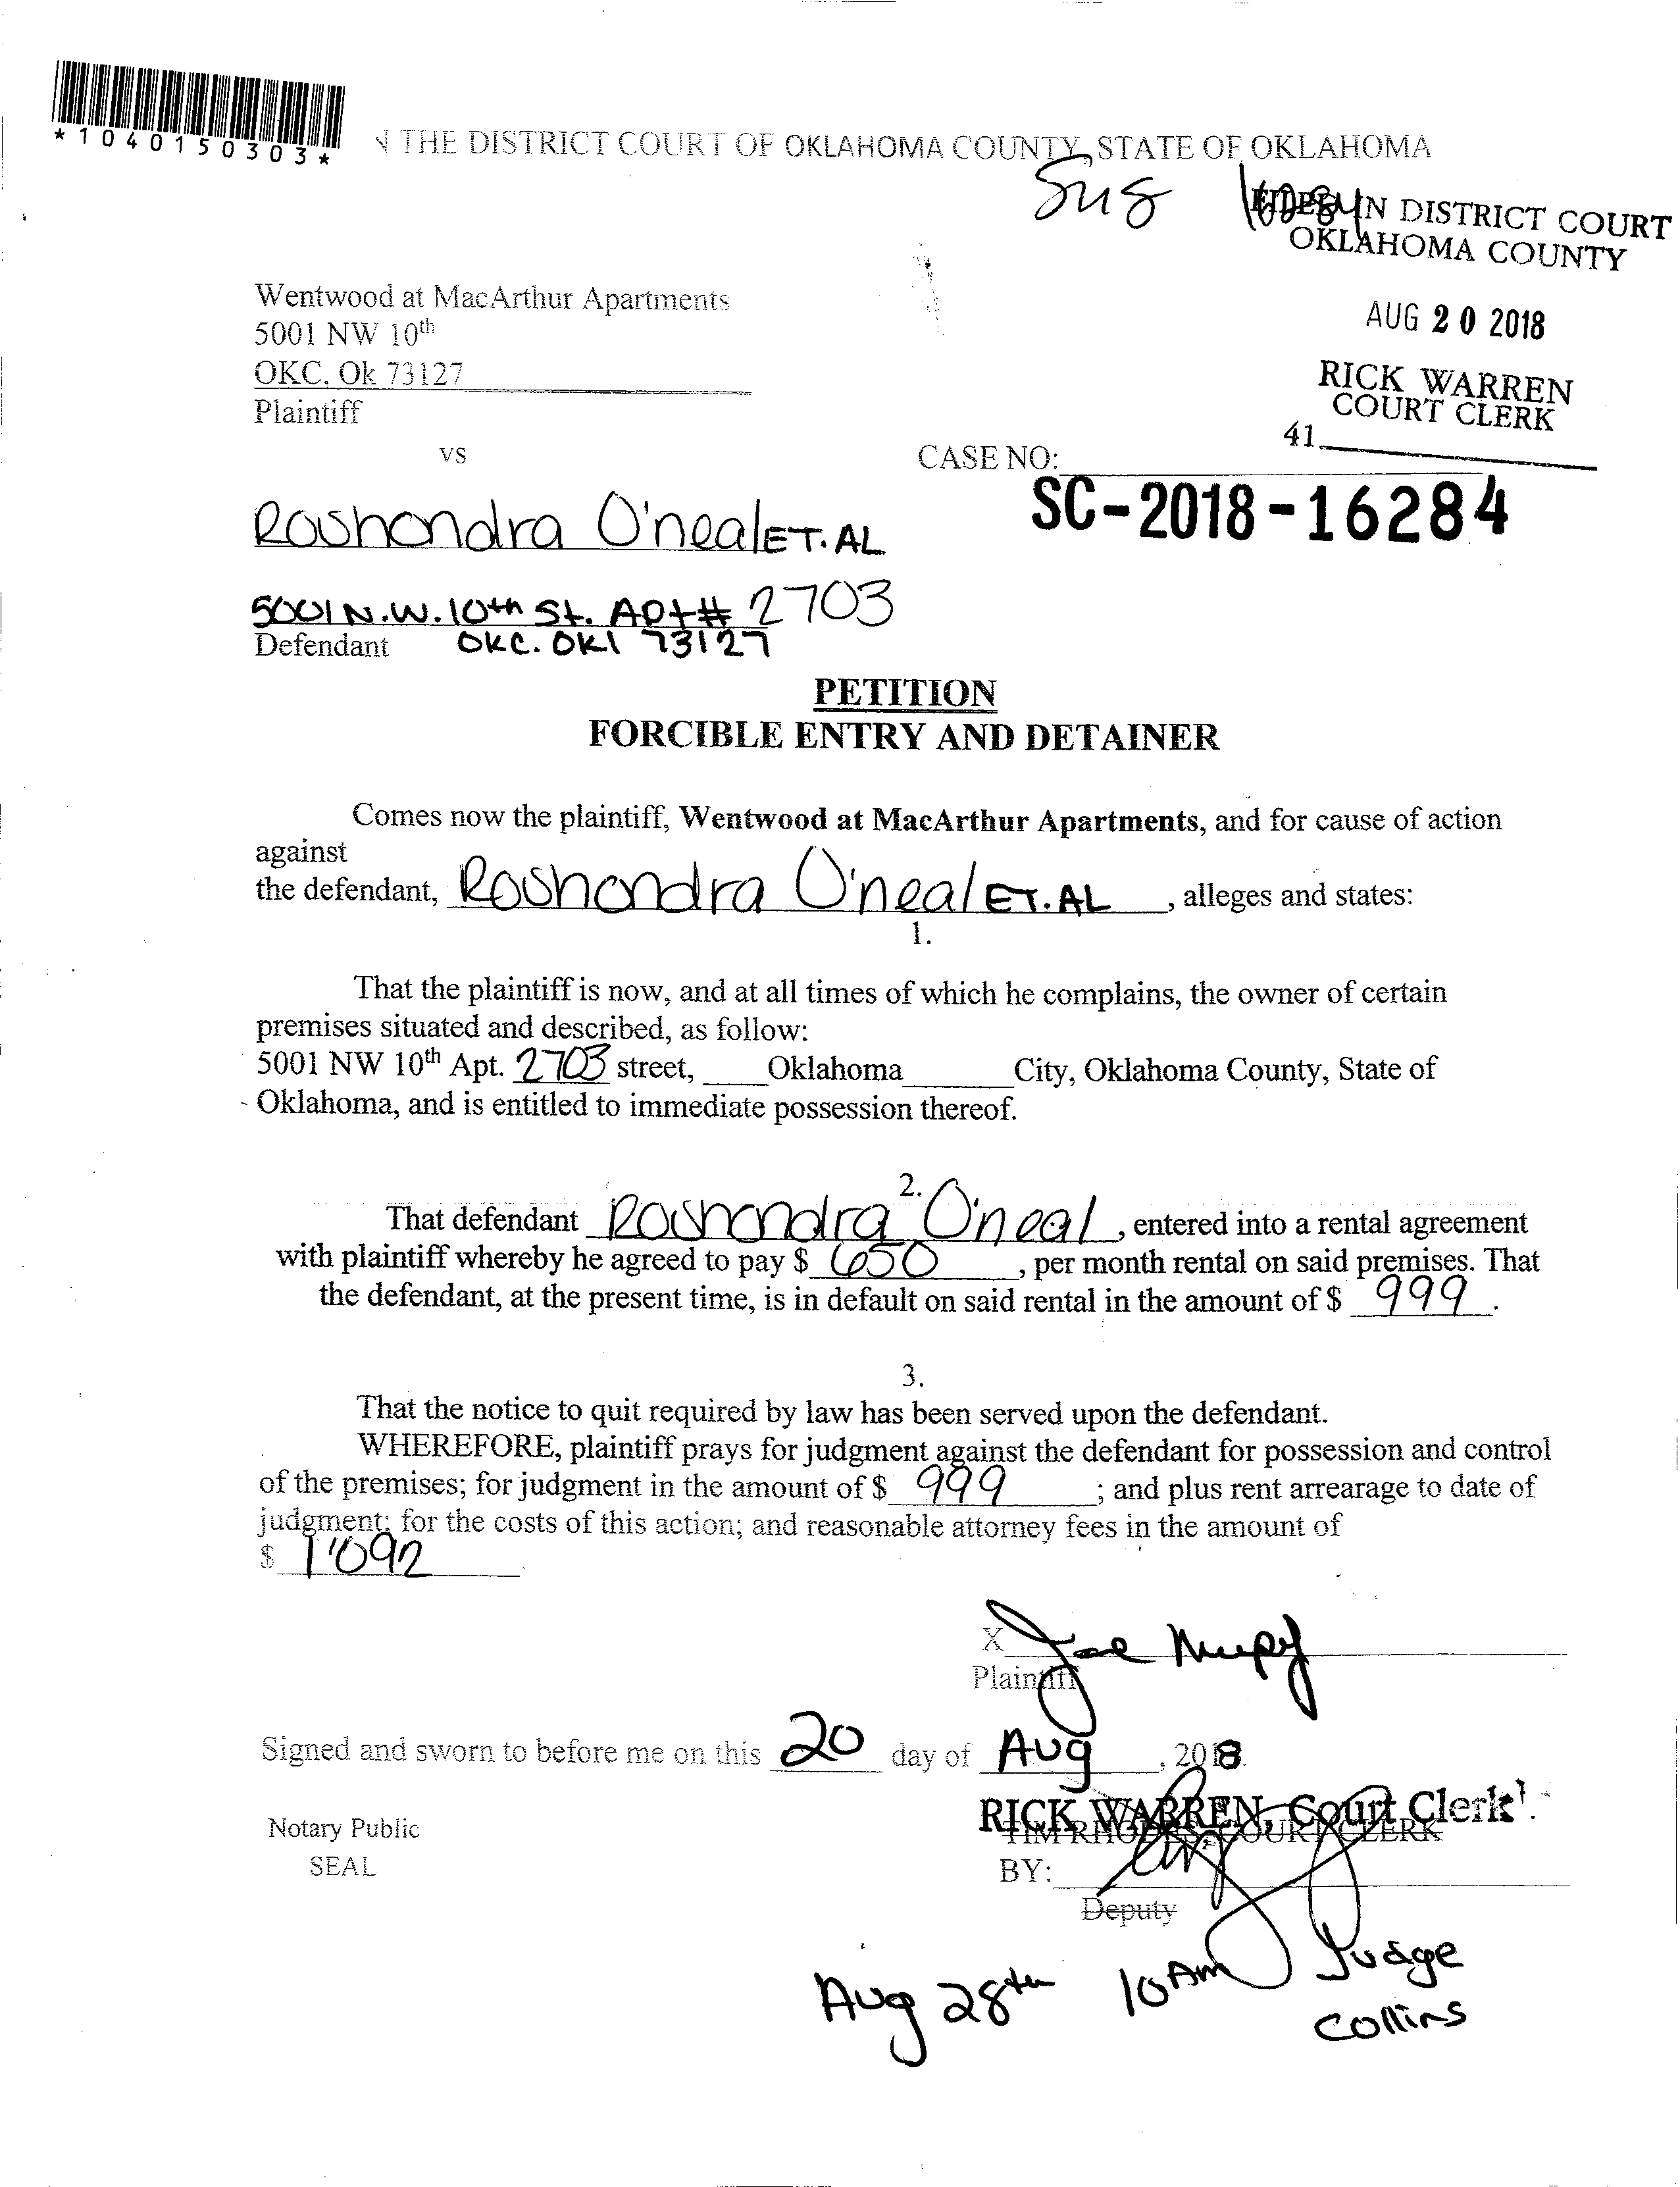 *1040150303*
N THE DISTRICT COURT OF OKLAHOMA COUNTY, STATE OF OKLAHOMA
FILED IN DISTRICT COURT
OKLAHOMA COUNTY
Wentwood at MacArthur Apartments
AUG 20 2018
5001 NW 10th
OKC, Ok 73127
RICK WARREN
COURT CLERK
Plaintiff
41
vs
CASE NO:
SC-2018-16284
Roshondra O'neal ET. AL
5001 N.W. 10th St. Apt# 2703
Defendant OKC. OKl 73127
PETITION
FORCIBLE ENTRY AND DETAINER
Comes now the plaintiff, Wentwood at MacArthur Apartments, and for cause of action
against
the defendant, Roshondra O'neal ET. AL, alleges and states:
1.
That the plaintiff is now, and at all times of which he complains, the owner of certain
premises situated and described, as follow:
5001 NW 10th Apt. 2703 street, Oklahoma City, Oklahoma County, State of
Oklahoma, and is entitled to immediate possession thereof.
2.
That defendant Roshondra O'neal, entered into a rental agreement
with plaintiff whereby he agreed to pay $ 650, per month rental on said premises. That
the defendant, at the present time, is in default on said rental in the amount of $ 999.
3.
That the notice to quit required by law has been served upon the defendant.
WHEREFORE, plaintiff prays for judgment against the defendant for possession and control
of the premises; for judgment in the amount of $ 999; and plus rent arrearage to date of
judgment; for the costs of this action; and reasonable attorney fees in the amount of
$ 1'092
X Joe
Plaintiff
Signed and sworn to before me on this 20 day of Aug, 2018.
RICK WARREN, Court Clerk
TIM RHODES, COURT CLERK
Notary Public
SEAL
BY:
Deputy
Aug 28th 10 Am Judge
Collins